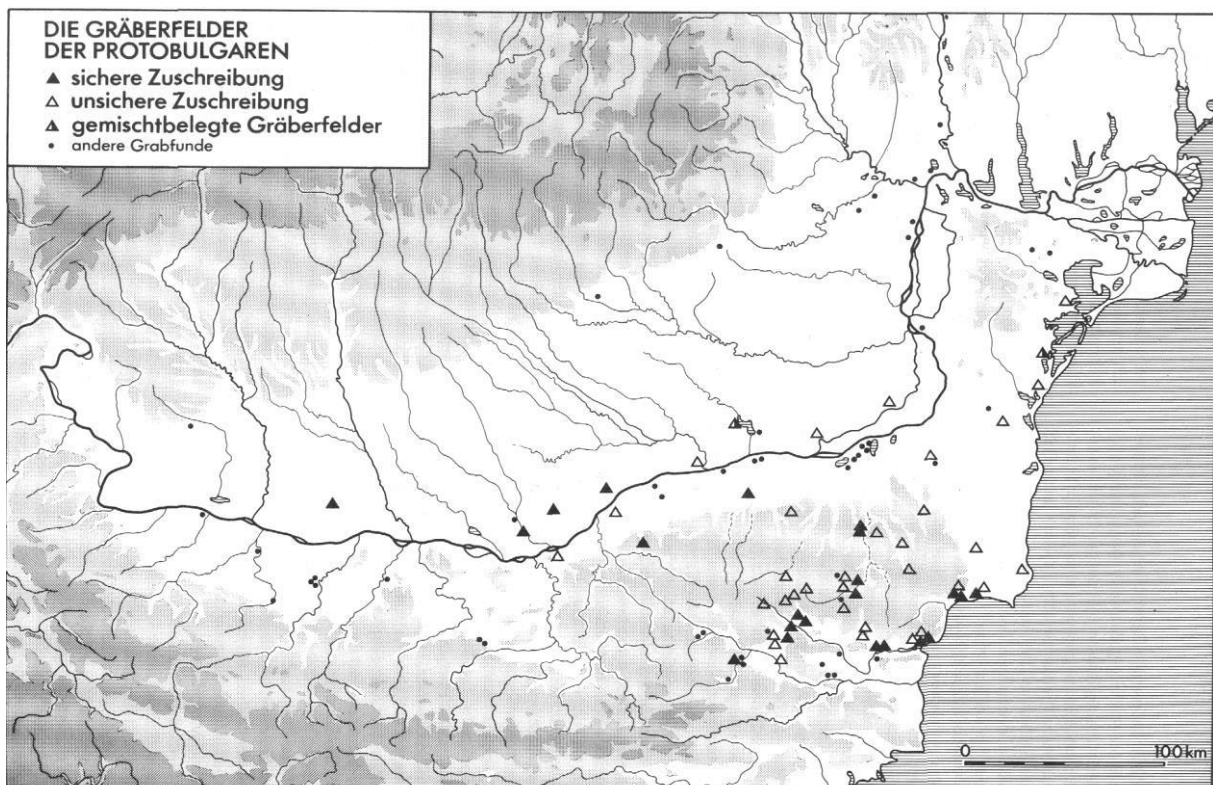 DIE GRÄBERFELDER
DER PROTOBULGAREN
sichere Zuschreibung
unsichere Zuschreibung
gemischtbelegte Gräberfelder
andere Grabfunde
0 100 km